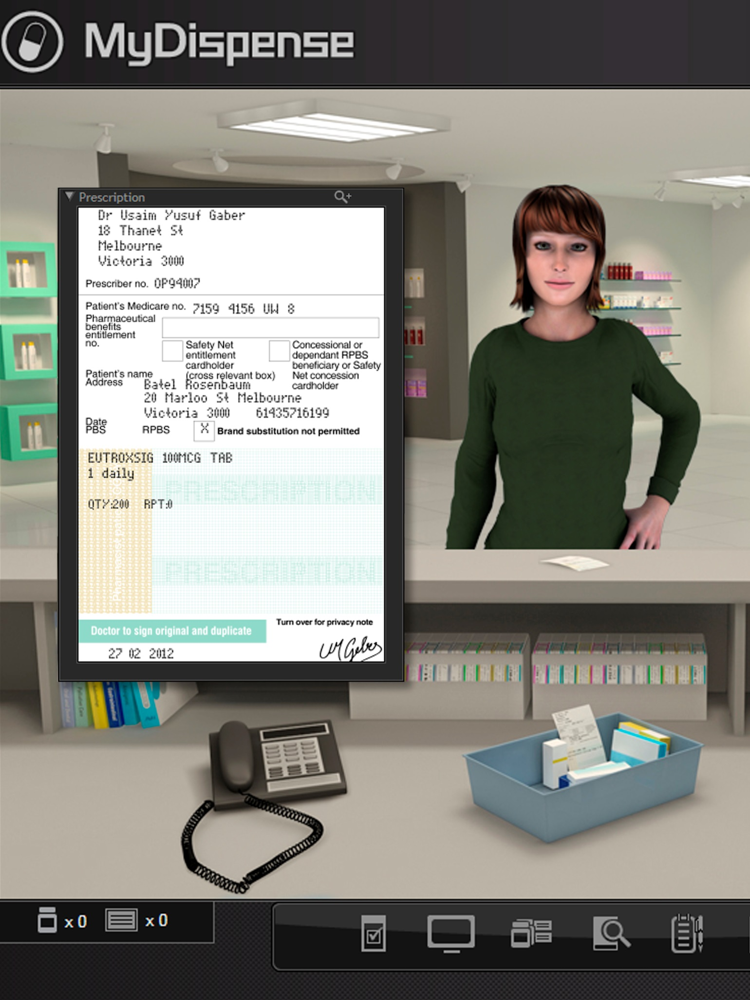 MyDispense
Prescription
Dr Usaim Yusuf Gaber
18 Thanet St
Melbourne
Victoria 3000
Prescriber no. OP94007
Patient's Medicare no. 7159 4156 UW 8
Pharmaceutical
benefits
entitlement
no.
Safety Net
entitlement
cardholder
(cross relevant box)
Concessional or
dependant RPBS
beneficiary or Safety
Net concession
cardholder
Patient's name
Address
Batel Rosenbaum
20 Marloo St Melbourne
Victoria 3000 61435716199
Date
PBS RPBS X Brand substitution not permitted
EUTROXSIG 100MCG TAB
1 daily
QTY:200 RPT:0
PRESCRIPTION
PRESCRIPTION
Pharmacist
Turn over for privacy note
Doctor to sign original and duplicate
27 02 2012
Gaber
x 0 x 0